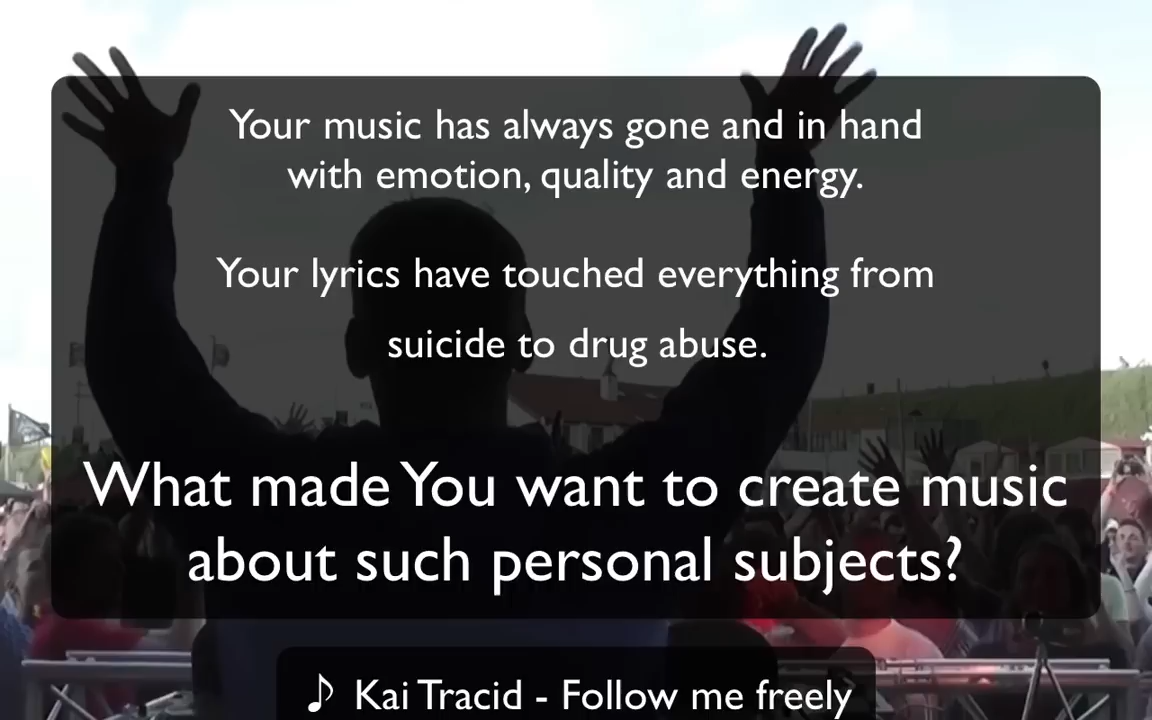 Your music has always gone and in hand
with emotion, quality and energy.
Your lyrics have touched everything from
suicide to drug abuse.
What made You want to create music
about such personal subjects?
♪ Kai Tracid - Follow me freely